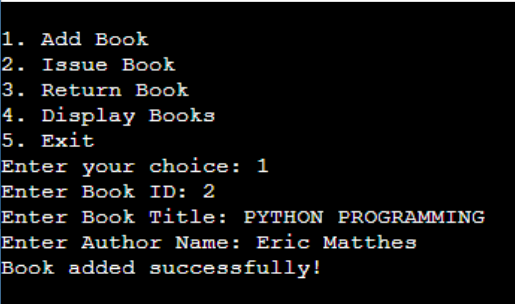 1. Add Book
2. Issue Book
3. Return Book
4. Display Books
5. Exit
Enter your choice: 1
Enter Book ID: 2
Enter Book Title: PYTHON PROGRAMMING
Enter Author Name: Eric Matthes
Book added successfully!